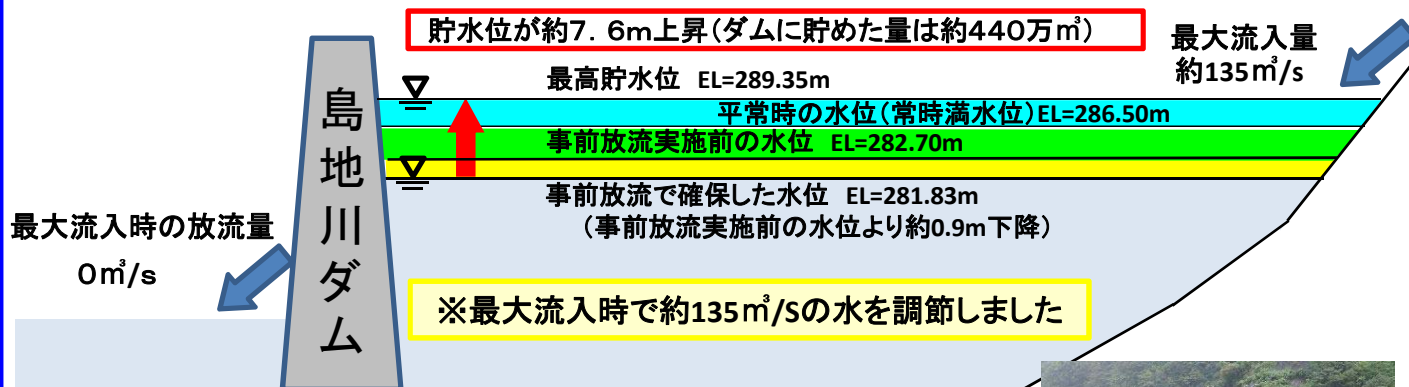 貯水位が約7.6m上昇(ダムに貯めた量は約440万㎥)
最大流入量
約135㎥/s
最高貯水位 EL=289.35m
平常時の水位(常時満水位)EL=286.50m
事前放流実施前の水位 EL=282.70m
事前放流で確保した水位 EL=281.83m
(事前放流実施前の水位より約0.9m下降)
島地川ダム
最大流入時の放流量
0㎥/s
※最大流入時で約135㎥/Sの水を調節しました